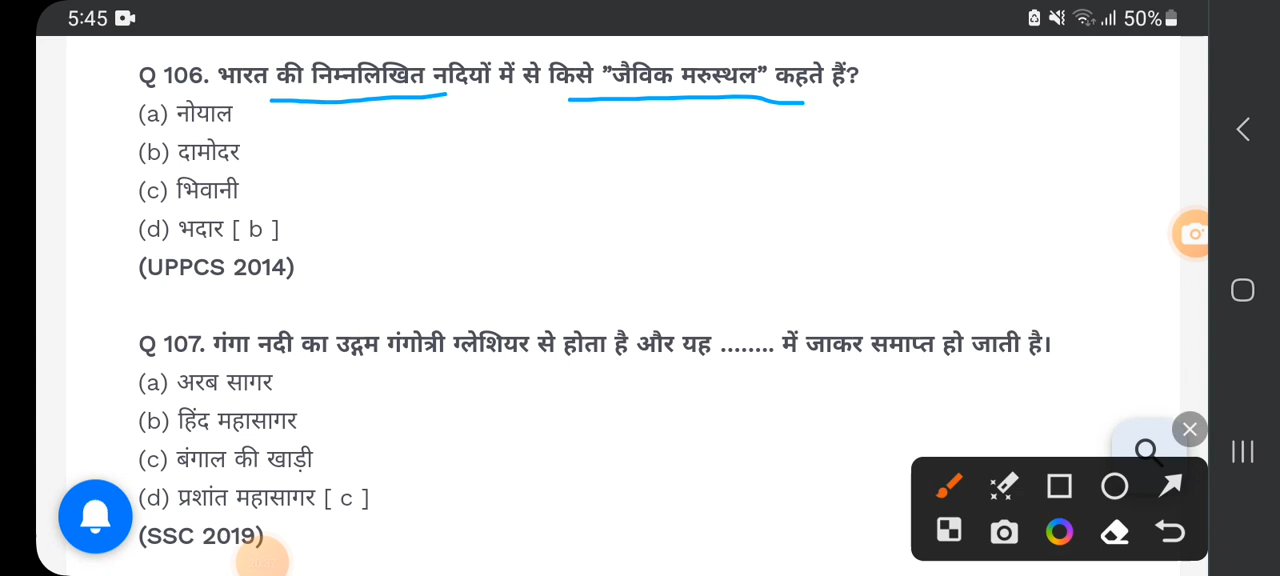 5:45
50%
Q 106. भारत की निम्नलिखित नदियों में से किसे ”जैविक मरुस्थल” कहते हैं?
(a) नोयाल
(b) दामोदर
(c) भिवानी
(d) भदार [ b ]
(UPPCS 2014)
Q 107. गंगा नदी का उद्गम गंगोत्री ग्लेशियर से होता है और यह ........ में जाकर समाप्त हो जाती है।
(a) अरब सागर
(b) हिंद महासागर
(c) बंगाल की खाड़ी
(d) प्रशांत महासागर [ c ]
(SSC 2019)